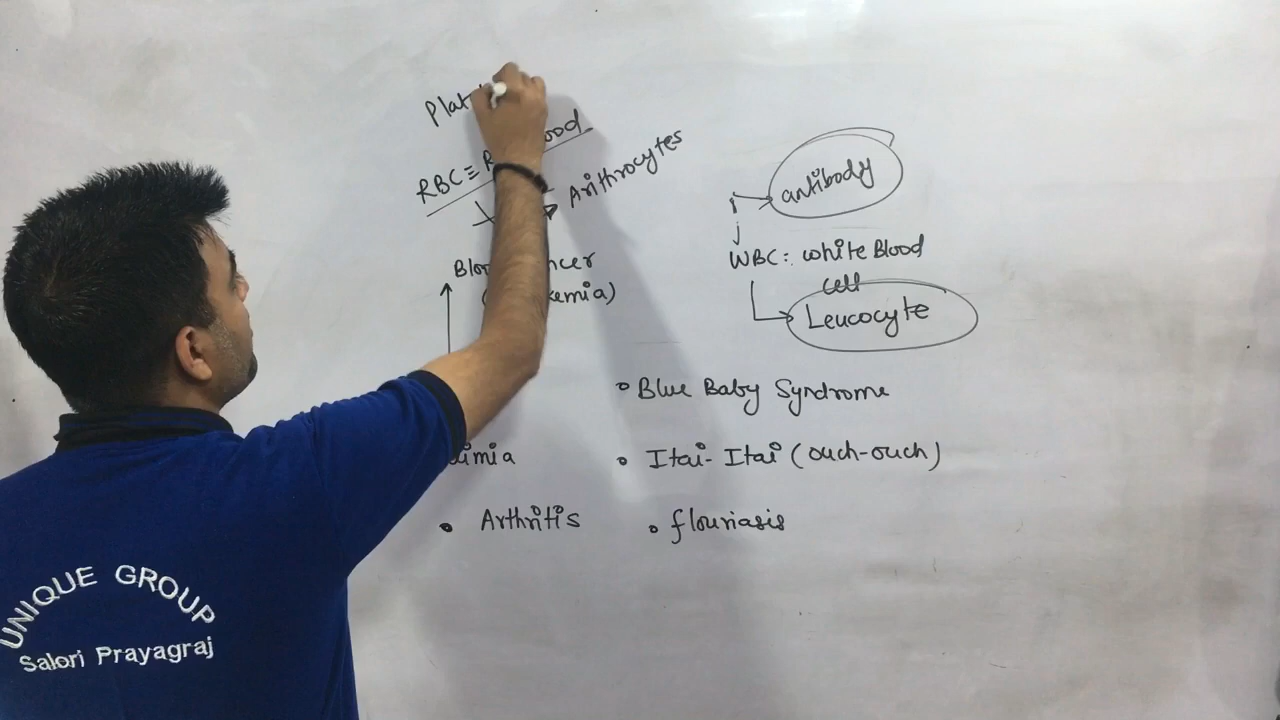 Plat
RBC ≡ R
ood
Arithrocytes
antibody
WBC: White Blood
cell
Leucocyte
Blo
ncer
kemia)
• Blue Baby Syndrome
imia
• Itai-Itai (ouch-ouch)
• Arthritis
• flouriasis
UNIQUE GROUP
Salori Prayagraj